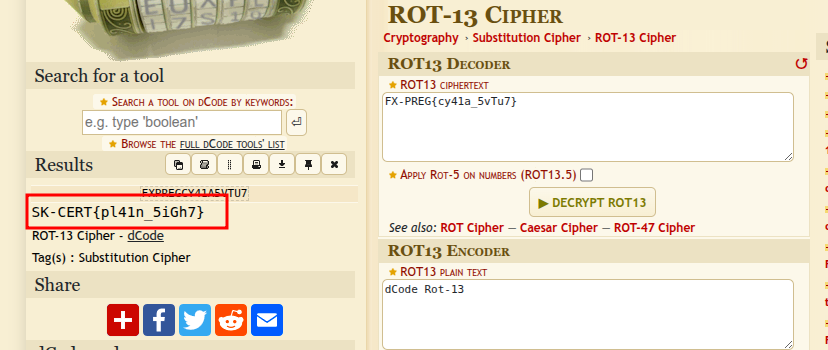 Search for a tool
★ Search a tool on dCode by keywords:
e.g. type 'boolean'
★ Browse the full dCode tools' list
Results
FXPREGCY41A5VTU7
SK-CERT{pl41n_5iGh7}
ROT-13 Cipher - dCode
Tag(s) : Substitution Cipher
Share
ROT-13 Cipher
Cryptography › Substitution Cipher › ROT-13 Cipher
ROT13 Decoder
★ ROT13 ciphertext
FX-PREG{cy41a_5vTu7}
★ Apply Rot-5 on numbers (ROT13.5)
▶ DECRYPT ROT13
See also: ROT Cipher — Caesar Cipher — ROT-47 Cipher
ROT13 Encoder
★ ROT13 plain text
dCode Rot-13